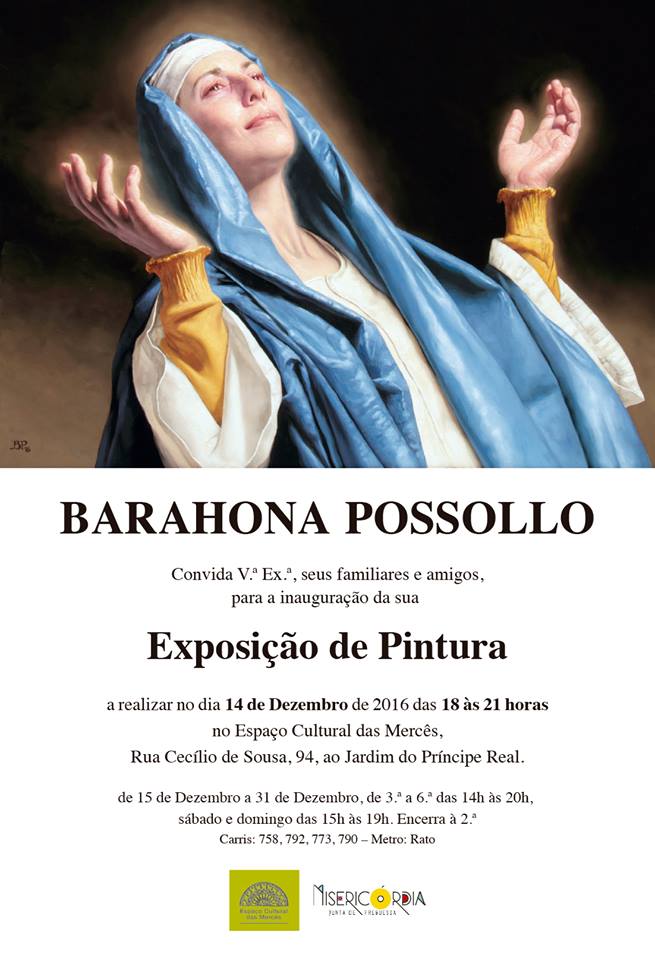 BP 16
BARAHONA POSSOLLO
Convida V.ª Ex.ª, seus familiares e amigos,
para a inauguração da sua
Exposição de Pintura
a realizar no dia 14 de Dezembro de 2016 das 18 às 21 horas
no Espaço Cultural das Mercês,
Rua Cecílio de Sousa, 94, ao Jardim do Príncipe Real.
de 15 de Dezembro a 31 de Dezembro, de 3.ª a 6.ª das 14h às 20h,
sábado e domingo das 15h às 19h. Encerra à 2.ª
Carris: 758, 792, 773, 790 – Metro: Rato
Espaço Cultural
das Mercês
MISERICÓRDIA
JUNTA DE FREGUESIA